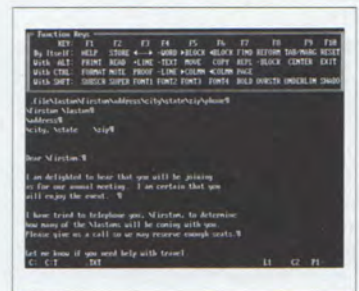 Function Keys
KEY: F1 F2 F3 F4 F5 F6 F7 F8 F9 F10
By Itself: HELP STORE -WORD ►BLOCK ◄BLOCK FIND REFORM TAB/MARG RESET
With ALT: PRINT READ +LINE -TEXT MOVE COPY REPL -BLOCK CENTER EXIT
With CTRL: FORMAT NOTE PROOF -LINE ►COLUMN ◄COLUMN PAGE
With SHFT: SUBSCR SUPER FONT1 FONT2 FONT3 FONT4 BOLD OVRSTR UNDERLIN SHADO
.file\lastnm\firstnm\address\city\state\zip\phone¶
\firstnm \lastnm¶
\address¶
\city, \state \zip¶
Dear \firstnm ¶
I am delighted to hear that you will be joining
us for our annual meeting. I am certain that you
will enjoy the event. ¶
I have tried to telephone you, \firstnm, to determine
how many of the \lastnms will be coming with you.
Please give us a call so we may reserve enough seats.¶
Let me know if you need help with travel
C: C:T .TXT L1 C2 P1